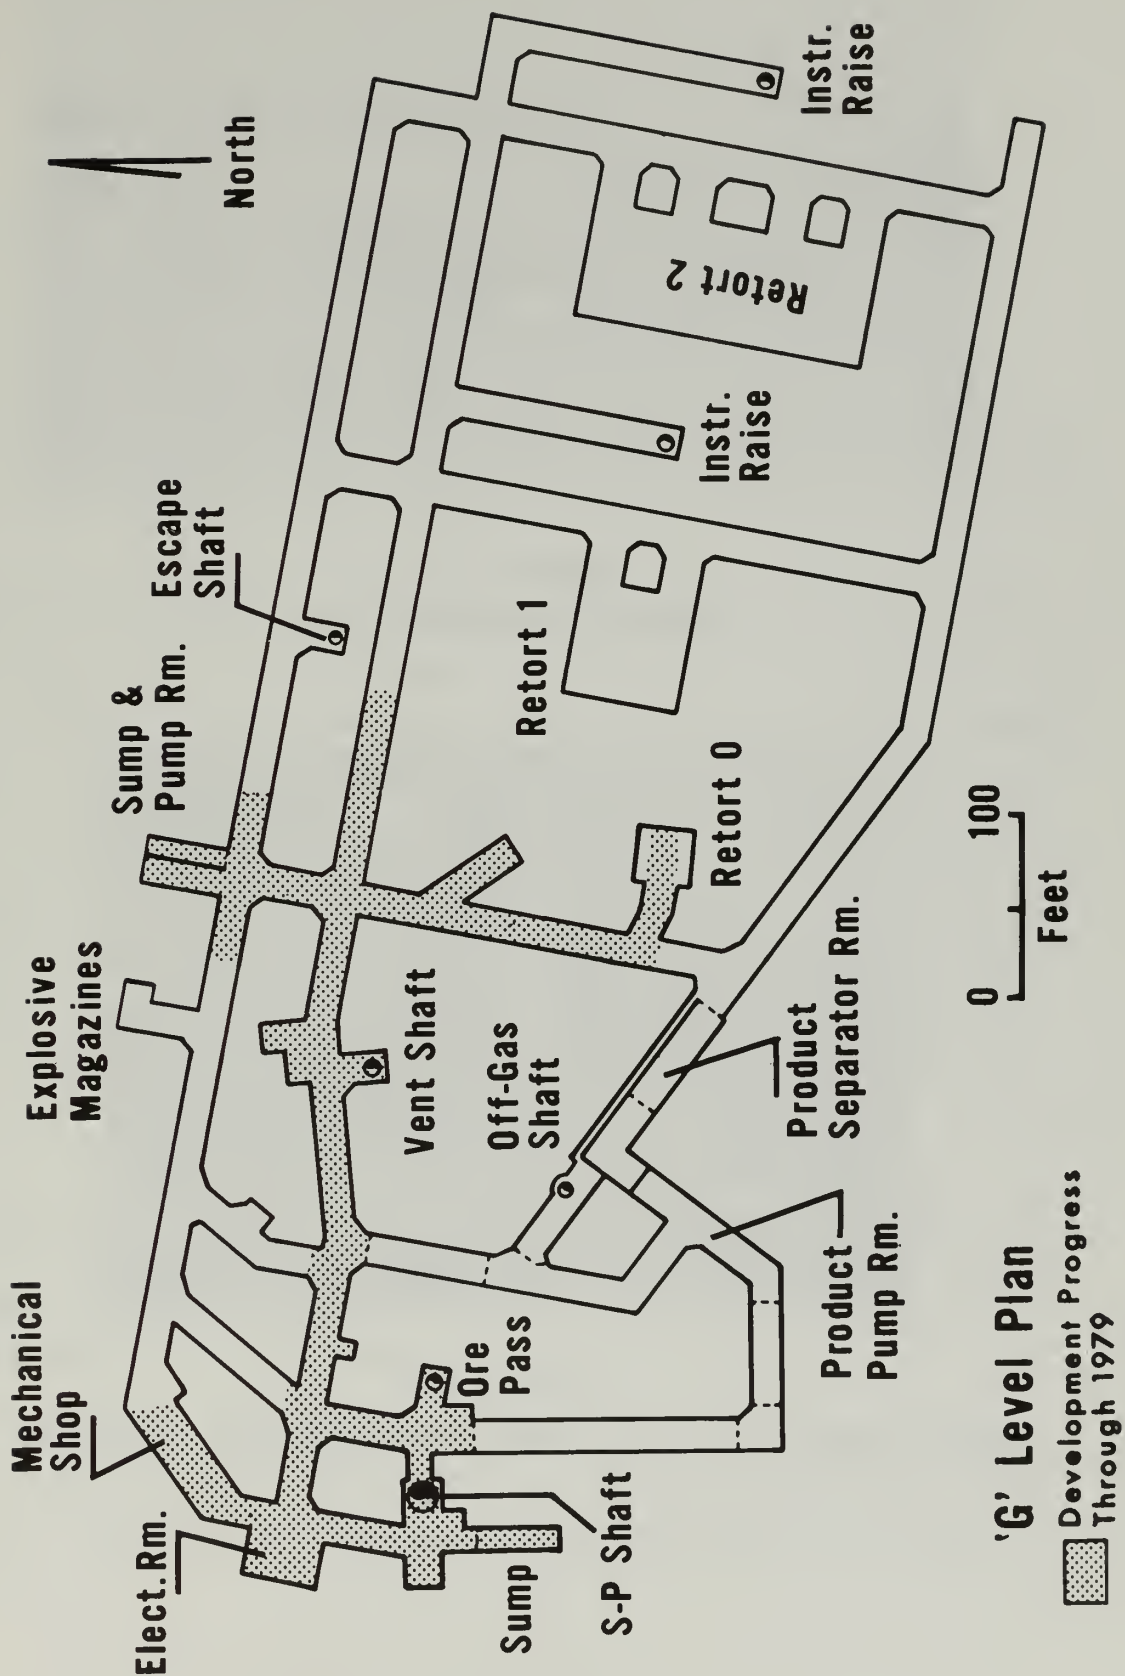 Mechanical
Shop
Elect. Rm.
Explosive
Magazines
Sump &
Pump Rm.
Escape
Shaft
North
Instr.
Raise
Instr.
Raise
Retort 2
Retort 1
Retort 0
Vent Shaft
Off-Gas
Shaft
Ore
Pass
Sump
S-P Shaft
Product
Separator Rm.
Product
Pump Rm.
0 100
Feet
'G' Level Plan
Development Progress
Through 1979